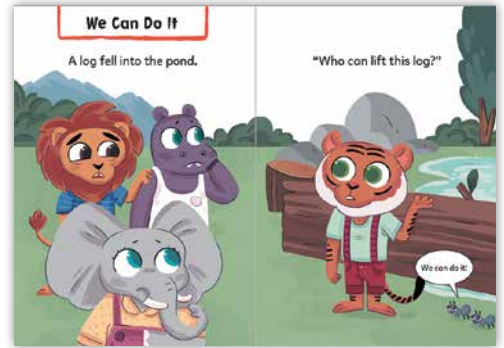 We Can Do It
A log fell into the pond.
“Who can lift this log?”
We can do it!